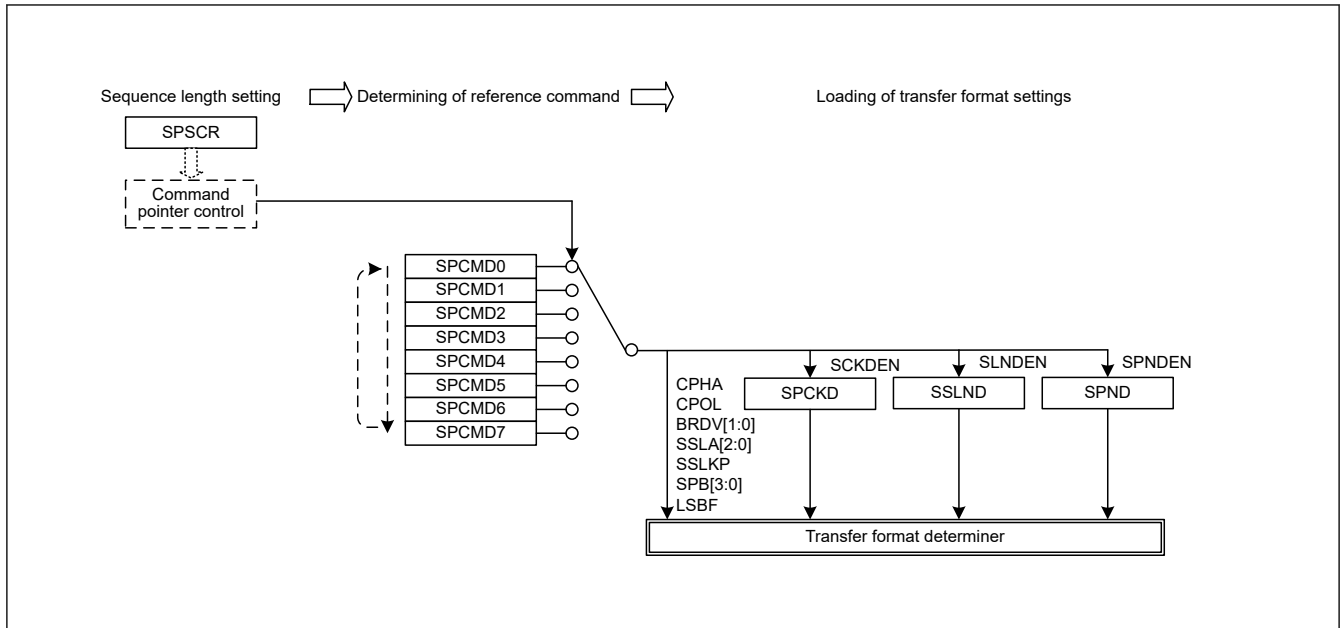 Sequence length setting
Determining of reference command
Loading of transfer format settings
SPSCR
Command
pointer control
SPCMD0
SPCMD1
SPCMD2
SPCMD3
SPCMD4
SPCMD5
SPCMD6
SPCMD7
CPHA
CPOL
BRDV[1:0]
SSLA[2:0]
SSLKP
SPB[3:0]
LSBF
SCKDEN
SPCKD
SLNDEN
SSLND
SPNDEN
SPND
Transfer format determiner